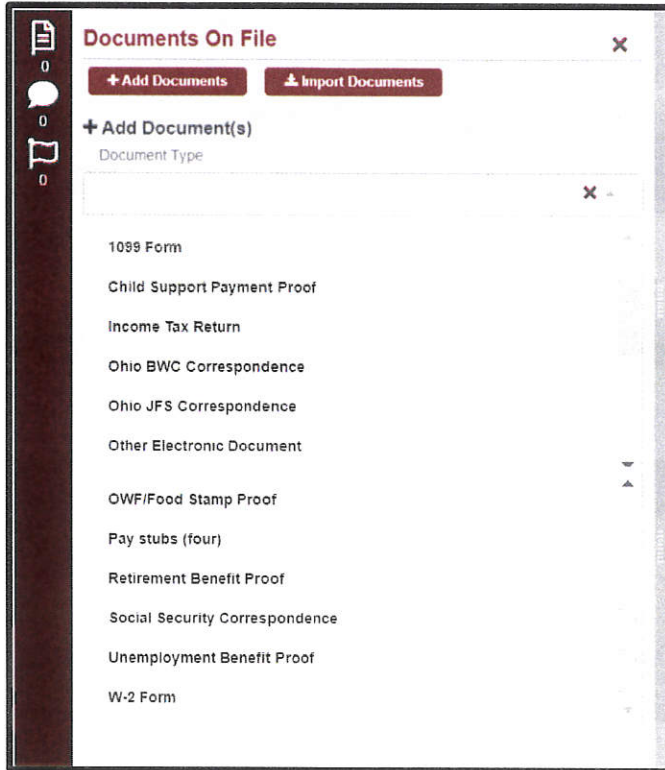 Documents On File
0
+ Add Documents
Import Documents
0
+ Add Document(s)
Document Type
0
1099 Form
Child Support Payment Proof
Income Tax Return
Ohio BWC Correspondence
Ohio JFS Correspondence
Other Electronic Document
OWF/Food Stamp Proof
Pay stubs (four)
Retirement Benefit Proof
Social Security Correspondence
Unemployment Benefit Proof
W-2 Form